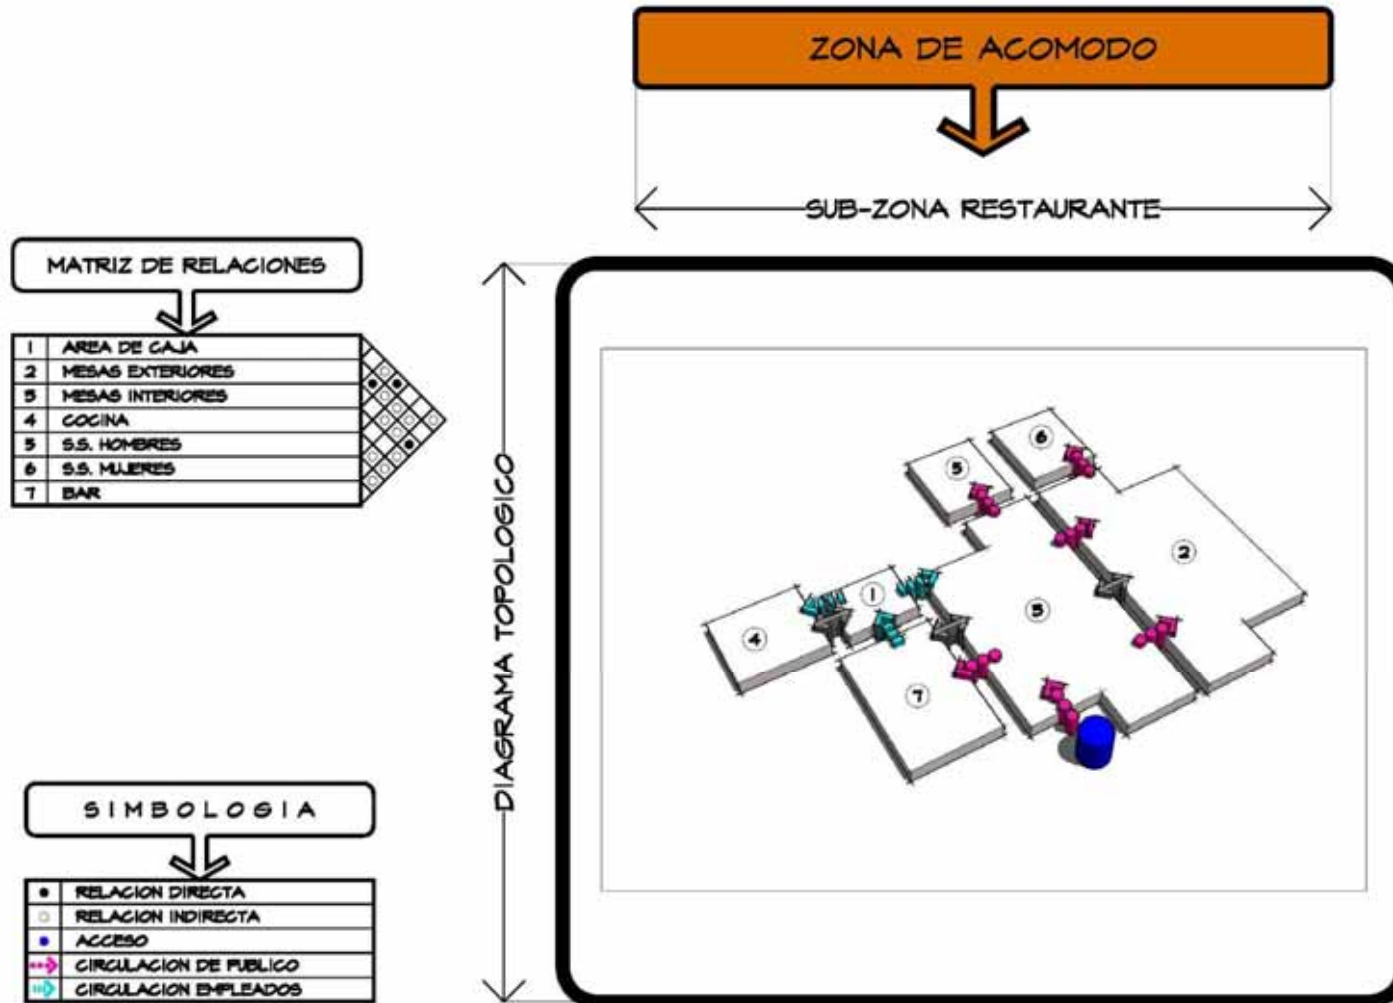 ZONA DE ACOMODO
SUB-ZONA RESTAURANTE
MATRIZ DE RELACIONES
1 AREA DE CAJA
2 MESAS EXTERIORES
3 MESAS INTERIORES
4 COCINA
5 S.S. HOMBRES
6 S.S. MUJERES
7 BAR
DIAGRAMA TOPOLOGICO
6
5
2
1
3
4
7
SIMBOLOGIA
RELACION DIRECTA
RELACION INDIRECTA
ACCESO
CIRCULACION DE PUBLICO
CIRCULACION EMPLEADOS